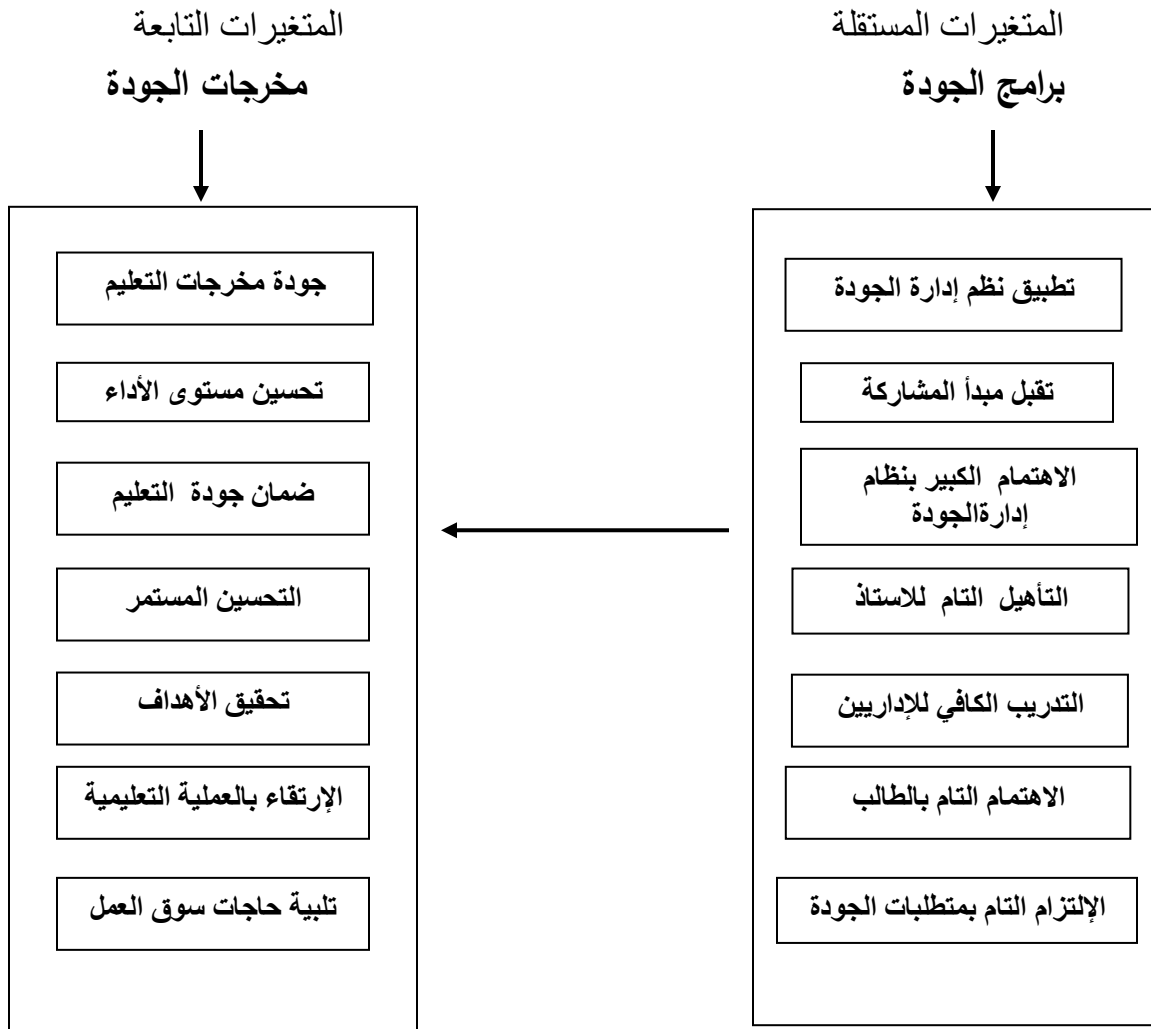 المتغيرات المستقلة
برامج الجودة
تطبيق نظم إدارة الجودة
تقبل مبدأ المشاركة
الاهتمام الكبير بنظام
إدارةالجودة
التأهيل التام للاستاذ
التدريب الكافي للإداريين
الاهتمام التام بالطالب
الإلتزام التام بمتطلبات الجودة
المتغيرات التابعة
مخرجات الجودة
جودة مخرجات التعليم
تحسين مستوى الأداء
ضمان جودة التعليم
التحسين المستمر
تحقيق الأهداف
الإرتقاء بالعملية التعليمية
تلبية حاجات سوق العمل